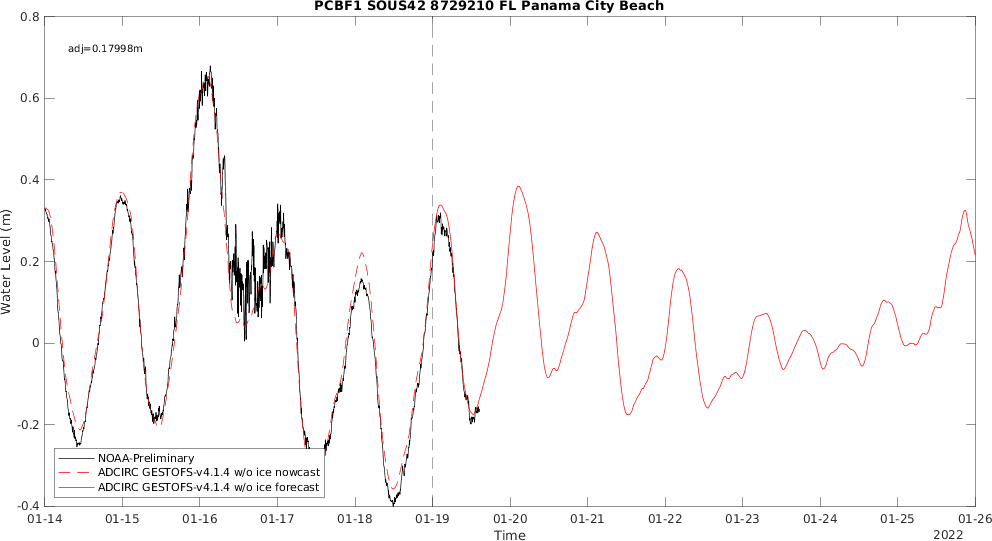 PCBF1 SOUS42 8729210 FL Panama City Beach
0.8
adj=0.17998m
0.6
0.4
0.2
0
-0.2
-0.4
Water Level (m)
NOAA-Preliminary
ADCIRC GESTOFS-v4.1.4 w/o ice nowcast
ADCIRC GESTOFS-v4.1.4 w/o ice forecast
01-14 01-15 01-16 01-17 01-18 01-19 01-20 01-21 01-22 01-23 01-24 01-25 01-26
Time
2022